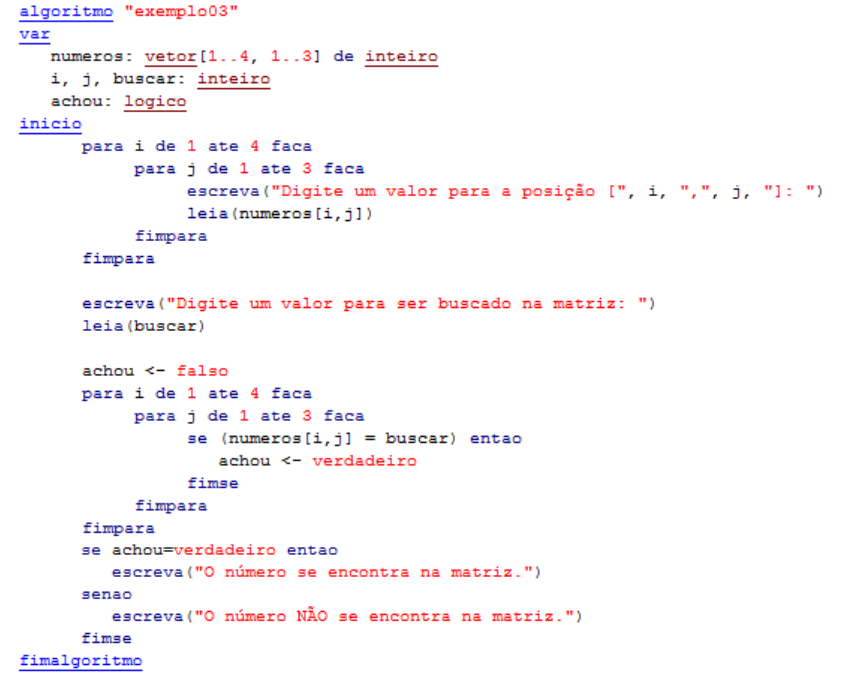 algoritmo "exemplo03"
var
numeros: vetor[1..4, 1..3] de inteiro
i, j, buscar: inteiro
achou: logico
inicio
para i de 1 ate 4 faca
para j de 1 ate 3 faca
escreva("Digite um valor para a posição [", i, ",", j, "]: ")
leia(numeros[i,j])
fimpara
fimpara
escreva("Digite um valor para ser buscado na matriz: ")
leia(buscar)
achou <- falso
para i de 1 ate 4 faca
para j de 1 ate 3 faca
se (numeros[i,j] = buscar) entao
achou <- verdadeiro
fimse
fimpara
fimpara
se achou=verdadeiro entao
escreva("O número se encontra na matriz.")
senao
escreva("O número NÃO se encontra na matriz.")
fimse
fimalgoritmo